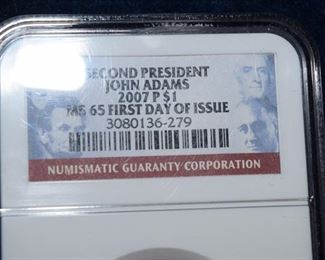 SECOND PRESIDENT
JOHN ADAMS
2007 P $1
MS 65 FIRST DAY OF ISSUE
3080136-279
NUMISMATIC GUARANTY CORPORATION